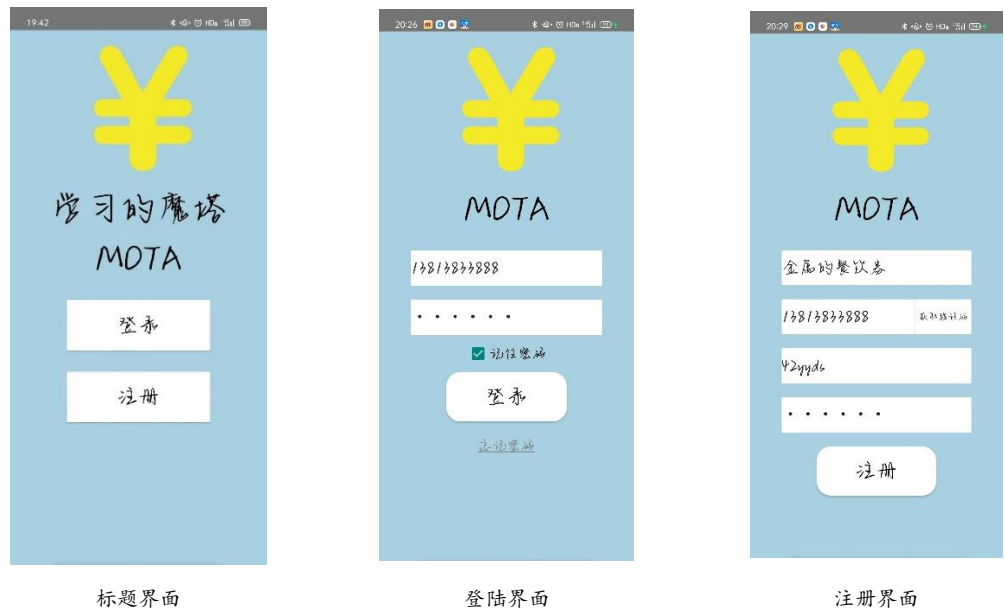 19:42
学习的魔塔
MOTA
登录
注册
标题界面
20:26
MOTA
13813833888
记住密码
登录
忘记密码
登陆界面
20:29
MOTA
金属的餐饮券
13813833888 获取验证码
42yyds
注册
注册界面